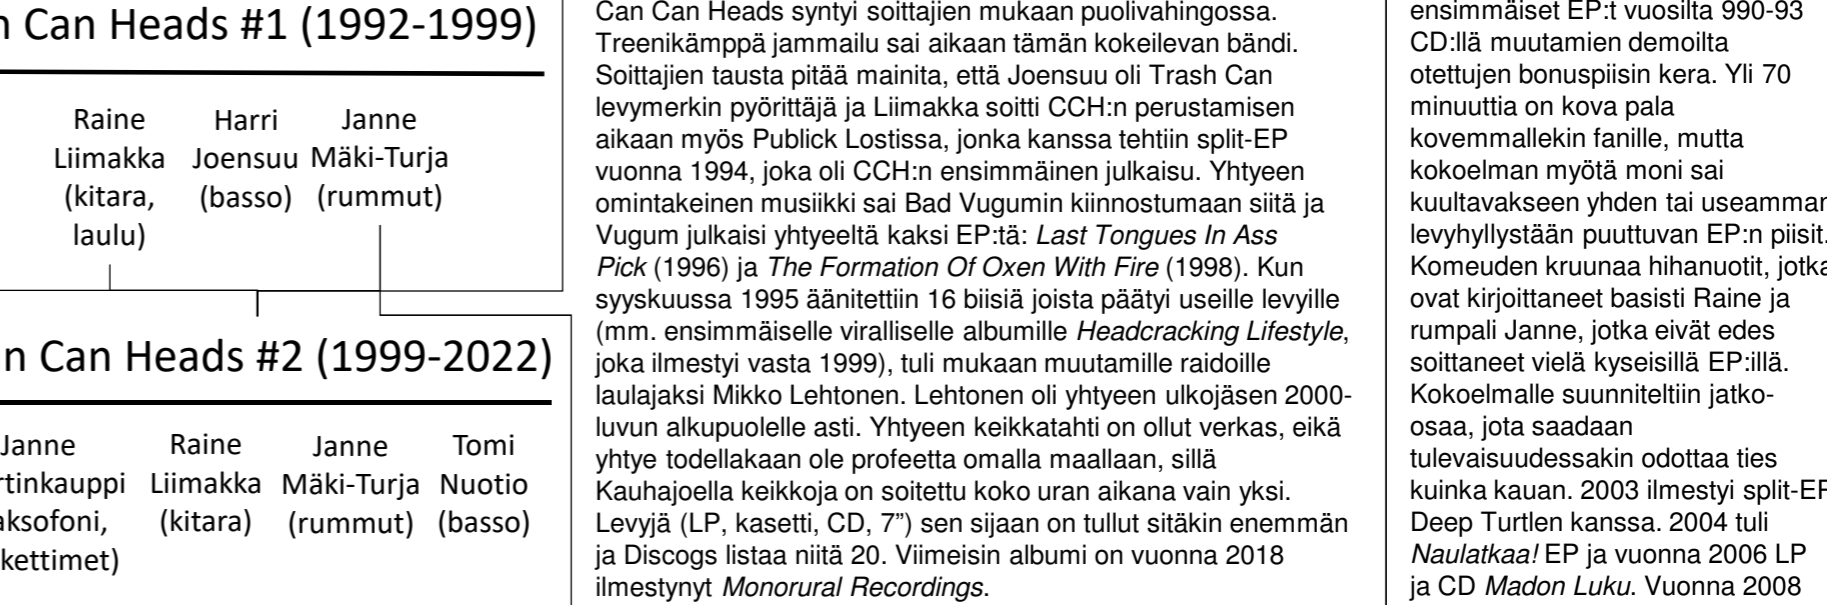 n Can Heads #1 (1992-1999)
Raine
Liimakka
(kitara,
laulu)
Harri
Joensuu
(basso)
Janne
Mäki-Turja
(rummut)
n Can Heads #2 (1999-2022)
Janne
rtinkauppi
aksofoni,
kettimet)
Raine
Liimakka
(kitara)
Janne
Mäki-Turja
(rummut)
Tomi
Nuotio
(basso)
Can Can Heads syntyi soittajien mukaan puolivahingossa.
Treenikämppä jammailu sai aikaan tämän kokeilevan bändi.
Soittajien tausta pitää mainita, että Joensuu oli Trash Can
levymerkin pyörittäjä ja Liimakka soitti CCH:n perustamisen
aikaan myös Publick Lostissa, jonka kanssa tehtiin split-EP
vuonna 1994, joka oli CCH:n ensimmäinen julkaisu. Yhtyeen
omintakeinen musiikki sai Bad Vugumin kiinnostumaan siitä ja
Vugum julkaisi yhtyeeltä kaksi EP:tä: Last Tongues In Ass
Pick (1996) ja The Formation Of Oxen With Fire (1998). Kun
syyskuussa 1995 äänitettiin 16 biisiä joista päätyi useille levyille
(mm. ensimmäiselle viralliselle albumille Headcracking Lifestyle,
joka ilmestyi vasta 1999), tuli mukaan muutamille raidoille
laulajaksi Mikko Lehtonen. Lehtonen oli yhtyeen ulkojäsen 2000-
luvun alkupuolelle asti. Yhtyeen keikkatahti on ollut verkas, eikä
yhtye todellakaan ole profeetta omalla maallaan, sillä
Kauhajoella keikkoja on soitettu koko uran aikana vain yksi.
Levyjä (LP, kasetti, CD, 7”) sen sijaan on tullut sitäkin enemmän
ja Discogs listaa niitä 20. Viimeisin albumi on vuonna 2018
ilmestynyt Monorural Recordings.
ensimmäiset EP:t vuosilta 990-93
CD:llä muutamien demoilta
otettujen bonuspiisin kera. Yli 70
minuuttia on kova pala
kovemmallekin fanille, mutta
kokoelman myötä moni sai
kuultavakseen yhden tai useamman
levyhyllystään puuttuvan EP:n piisit.
Komeuden kruunaa hihanuotit, jotka
ovat kirjoittaneet basisti Raine ja
rumpali Janne, jotka eivät edes
soittaneet vielä kyseisillä EP:illä.
Kokoelmalle suunniteltiin jatko-
osaa, jota saadaan
tulevaisuudessakin odottaa ties
kuinka kauan. 2003 ilmestyi split-EP
Deep Turtlen kanssa. 2004 tuli
Naulatkaa! EP ja vuonna 2006 LP
ja CD Madon Luku. Vuonna 2008